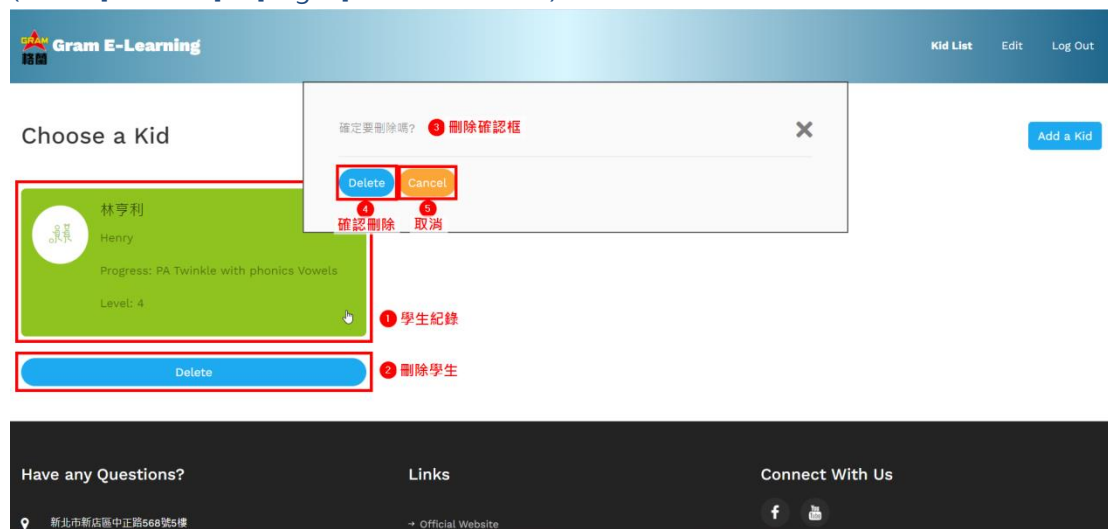 GRAM
格蘭
Gram E-Learning
Kid List Edit Log Out
Choose a Kid
Add a Kid
確定要刪除嗎? 3 刪除確認框
Delete Cancel
4 5
確認刪除 取消
林亨利
Henry
Progress: PA Twinkle with phonics Vowels
Level: 4
1 學生紀錄
Delete
2 刪除學生
Have any Questions? Links Connect With Us
新北市新店區中正路568號5樓 → Official Website